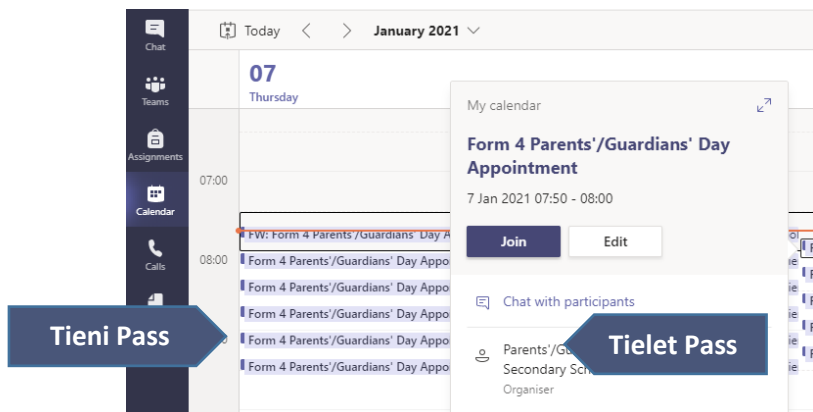 Chat
Teams
Assignments
Calendar
Calls
Today
January 2021
07
Thursday
07:00
08:00
FW: Form 4 Parents'/Guardians' Day A
Form 4 Parents'/Guardians' Day Appo
Form 4 Parents'/Guardians' Day Appo
Form 4 Parents'/Guardians' Day Appo
Form 4 Parents'/Guardians' Day Appo
Form 4 Parents'/Guardians' Day Appo
My calendar
Form 4 Parents'/Guardians' Day
Appointment
7 Jan 2021 07:50 - 08:00
Join Edit
Chat with participants
Parents'/Gu
Secondary Sch
Organiser
Tieni Pass
Tielet Pass